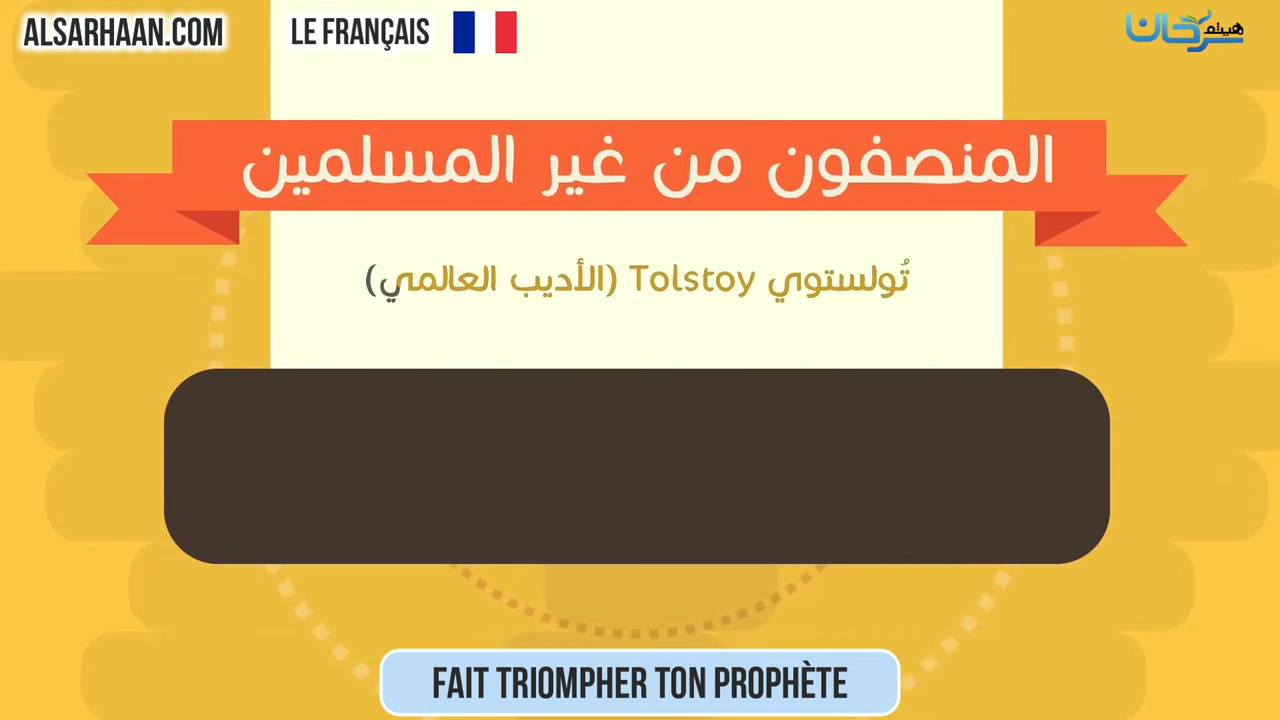 ALSARHAAN.COM
LE FRANÇAIS
هيثم سرحان
المنصفون من غير المسلمين
تُولستوي Tolstoy (الأديب العالمي)
FAIT TRIOMPHER TON PROPHÈTE